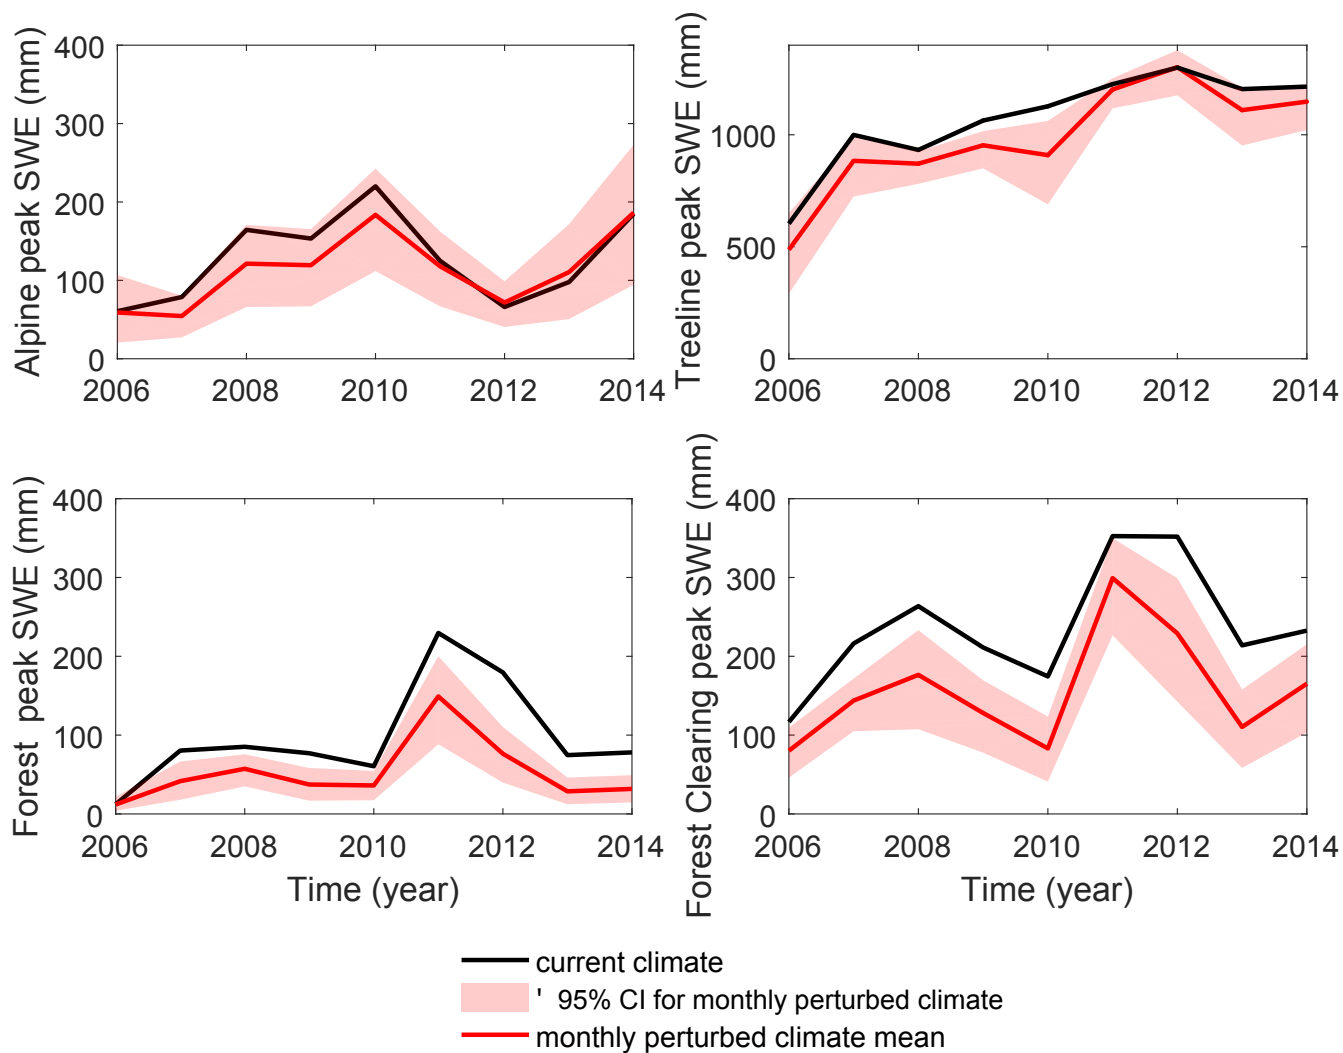 Alpine peak SWE (mm)
400
300
200
100
0
2006 2008 2010 2012 2014
Treeline peak SWE (mm)
1000
500
0
2006 2008 2010 2012 2014
Forest peak SWE (mm)
400
300
200
100
0
2006 2008 2010 2012 2014
Time (year)
Forest Clearing peak SWE (mm)
400
300
200
100
0
2006 2008 2010 2012 2014
Time (year)
current climate
' 95% CI for monthly perturbed climate
monthly perturbed climate mean